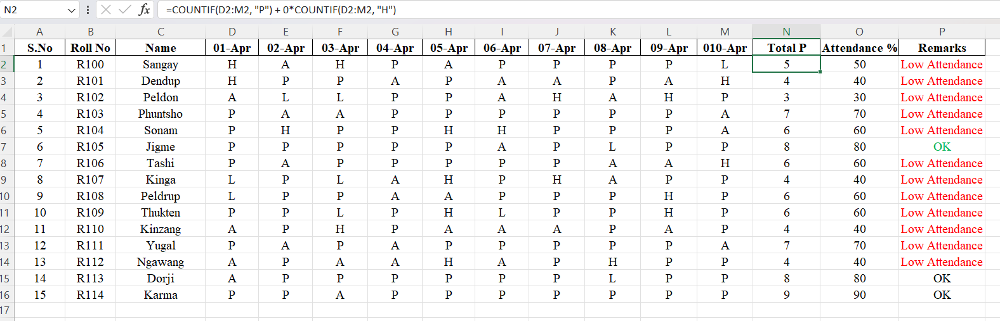 N2 fx =COUNTIF(D2:M2, "P") + 0*COUNTIF(D2:M2, "H")
A B C D E F G H I J K L M N O P
1 S.No Roll No Name 01-Apr 02-Apr 03-Apr 04-Apr 05-Apr 06-Apr 07-Apr 08-Apr 09-Apr 010-Apr Total P Attendance % Remarks
2 1 R100 Sangay H A H P A P P P P L 5 50 Low Attendance
3 2 R101 Dendup H P P A P A A P A H 4 40 Low Attendance
4 3 R102 Peldon A L L P P A H A H P 3 30 Low Attendance
5 4 R103 Phuntsho P A A P P P P P P A 7 70 Low Attendance
6 5 R104 Sonam P H P P H H P P P A 6 60 Low Attendance
7 6 R105 Jigme P P P P P A P L P P 8 80 OK
8 7 R106 Tashi P A P P P P P A A H 6 60 Low Attendance
9 8 R107 Kinga L P L A H P H A P P 4 40 Low Attendance
10 9 R108 Peldrup L P P A A P P P H P 6 60 Low Attendance
11 10 R109 Thukten P P L P H L P P H P 6 60 Low Attendance
12 11 R110 Kinzang A P H P A A A P A P 4 40 Low Attendance
13 12 R111 Yugal P A P A P P P P P A 7 70 Low Attendance
14 13 R112 Ngawang A P A A H A P H P P 4 40 Low Attendance
15 14 R113 Dorji A P P P P P P L P P 8 80 OK
16 15 R114 Karma P P A P P P P P P P 9 90 OK
17